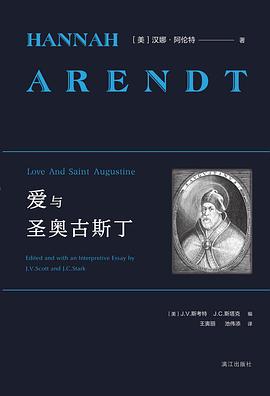 HANNAH
[美] 汉娜·阿伦特 著
ARENDT
Love And Saint Augustine
爱与
圣奥古斯丁
Edited and with an Interpretive Essay by
J.V.Scott and J.C.Stark
[美] J.V.斯考特 J.C.斯塔克 编
王寅丽 池伟添 译
漓江出版社